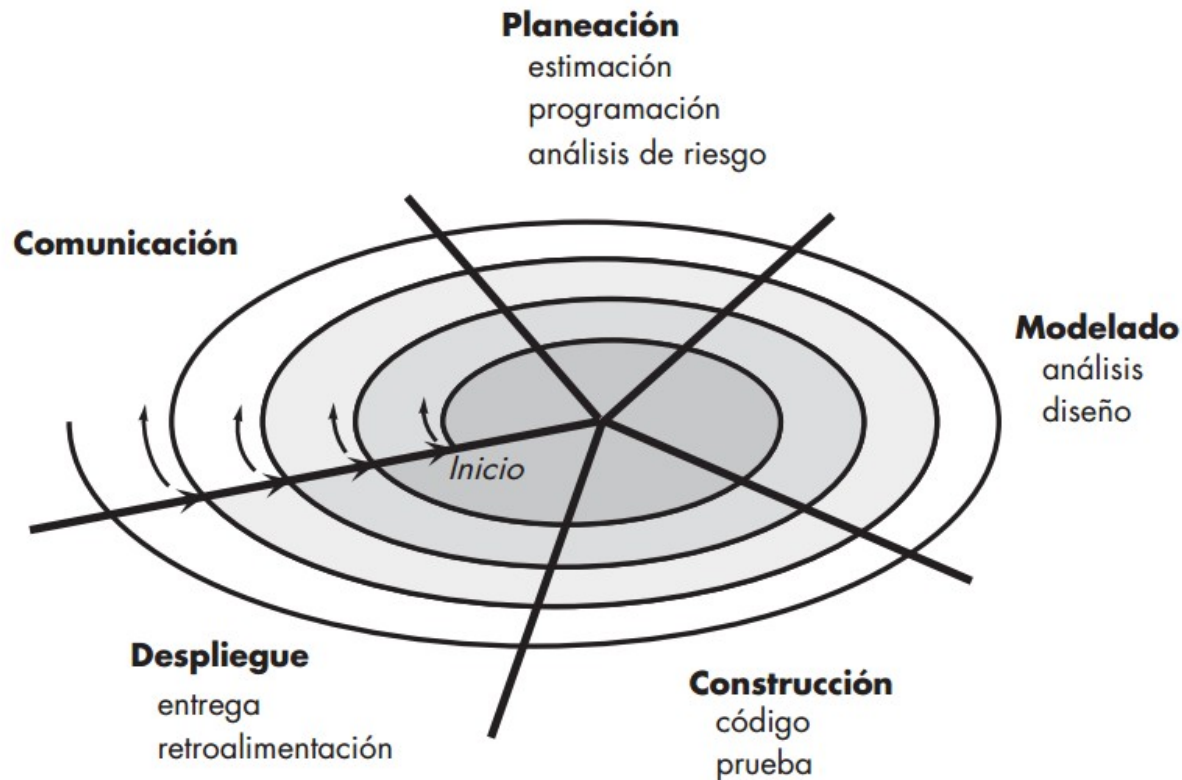 Planeación
estimación
programación
análisis de riesgo
Comunicación
Modelado
análisis
diseño
Inicio
Despliegue
entrega
retroalimentación
Construcción
código
prueba